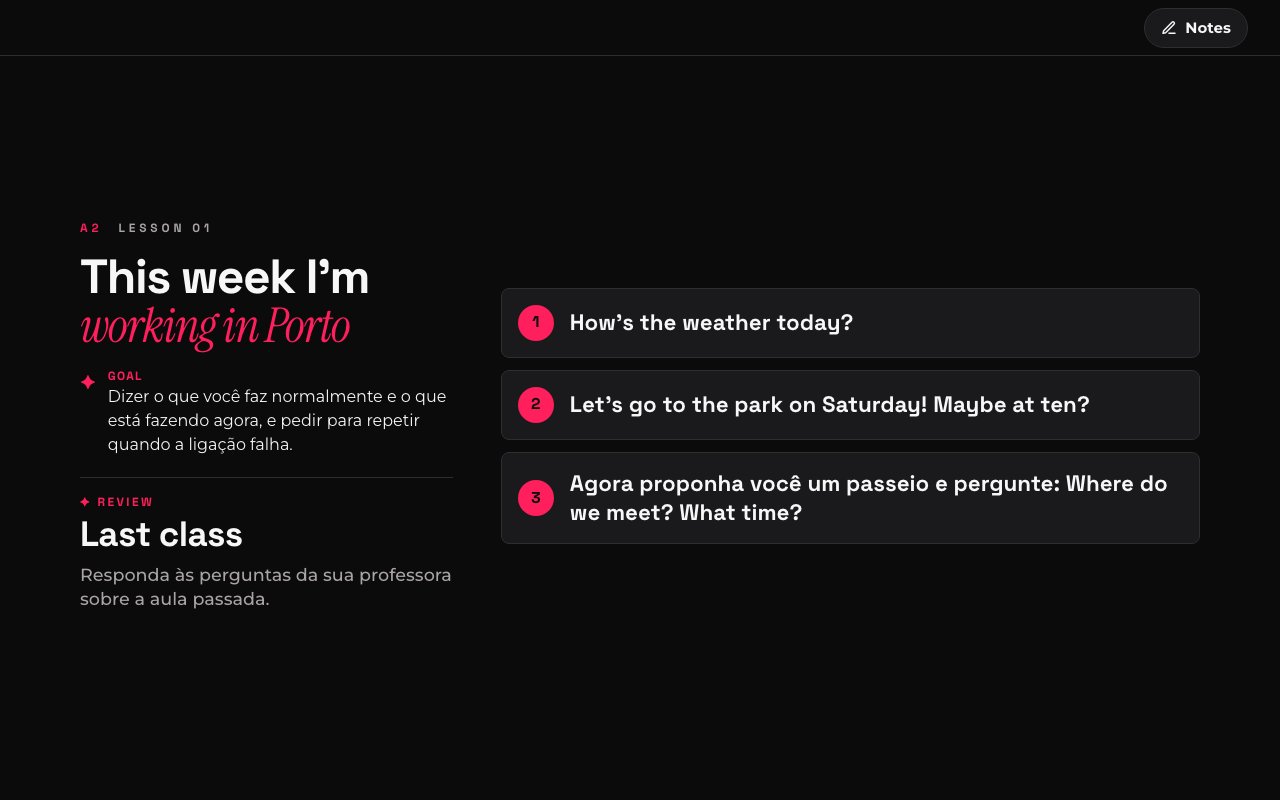 Notes
A2 LESSON 01
This week I'm
working in Porto
GOAL
Dizer o que você faz normalmente e o que
está fazendo agora, e pedir para repetir
quando a ligação falha.
REVIEW
Last class
Responda às perguntas da sua professora
sobre a aula passada.
1 How's the weather today?
2 Let's go to the park on Saturday! Maybe at ten?
3 Agora proponha você um passeio e pergunte: Where do
we meet? What time?